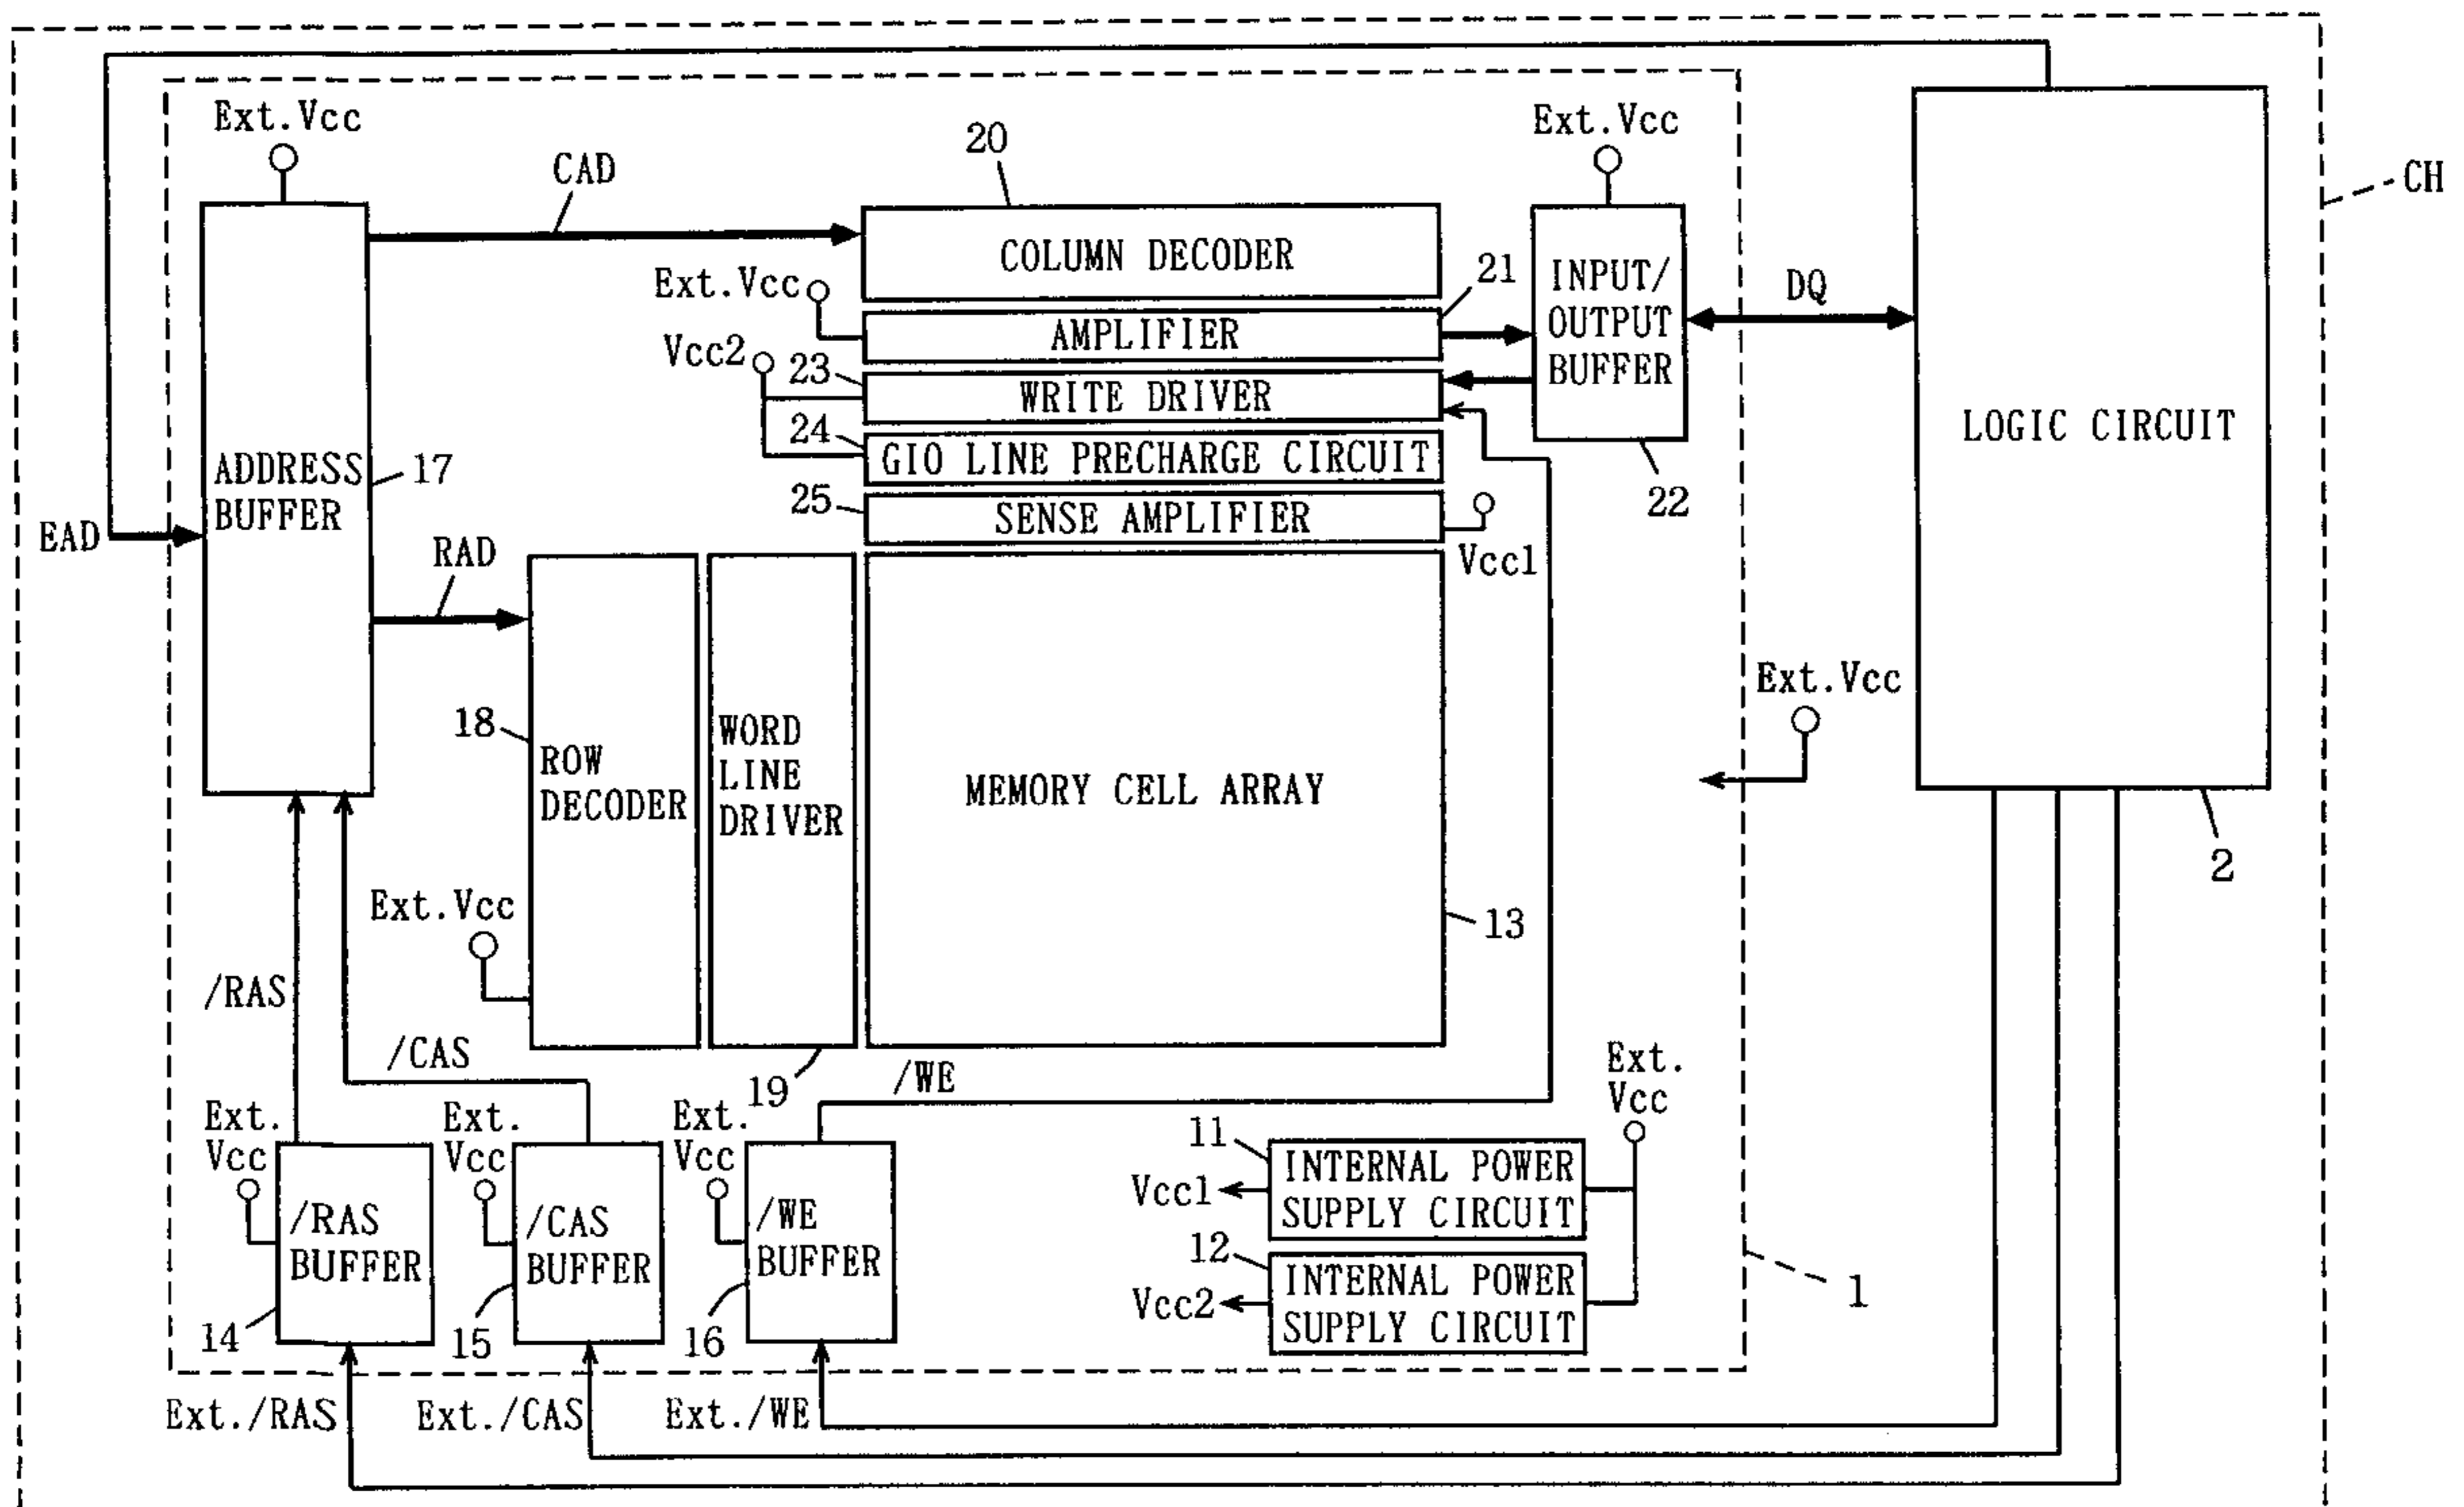 Ext.Vcc
CAD
20
Ext.Vcc
CH
COLUMN DECODER
Ext.Vcc
21
INPUT/
OUTPUT
BUFFER
DQ
AMPLIFIER
Vcc2
23
WRITE DRIVER
LOGIC CIRCUIT
24
GIO LINE PRECHARGE CIRCUIT
ADDRESS
BUFFER
17
22
25
SENSE AMPLIFIER
EAD
RAD
Vcc1
Ext.Vcc
18
ROW
DECODER
WORD
LINE
DRIVER
MEMORY CELL ARRAY
2
Ext.Vcc
13
/RAS
/CAS
19
/WE
Ext.
Vcc
Ext.
Vcc
Ext.
Vcc
Ext.
Vcc
11
INTERNAL POWER
SUPPLY CIRCUIT
Vcc1
/RAS
BUFFER
/CAS
BUFFER
/WE
BUFFER
12
INTERNAL POWER
SUPPLY CIRCUIT
Vcc2
1
14
15
16
Ext./RAS
Ext./CAS
Ext./WE